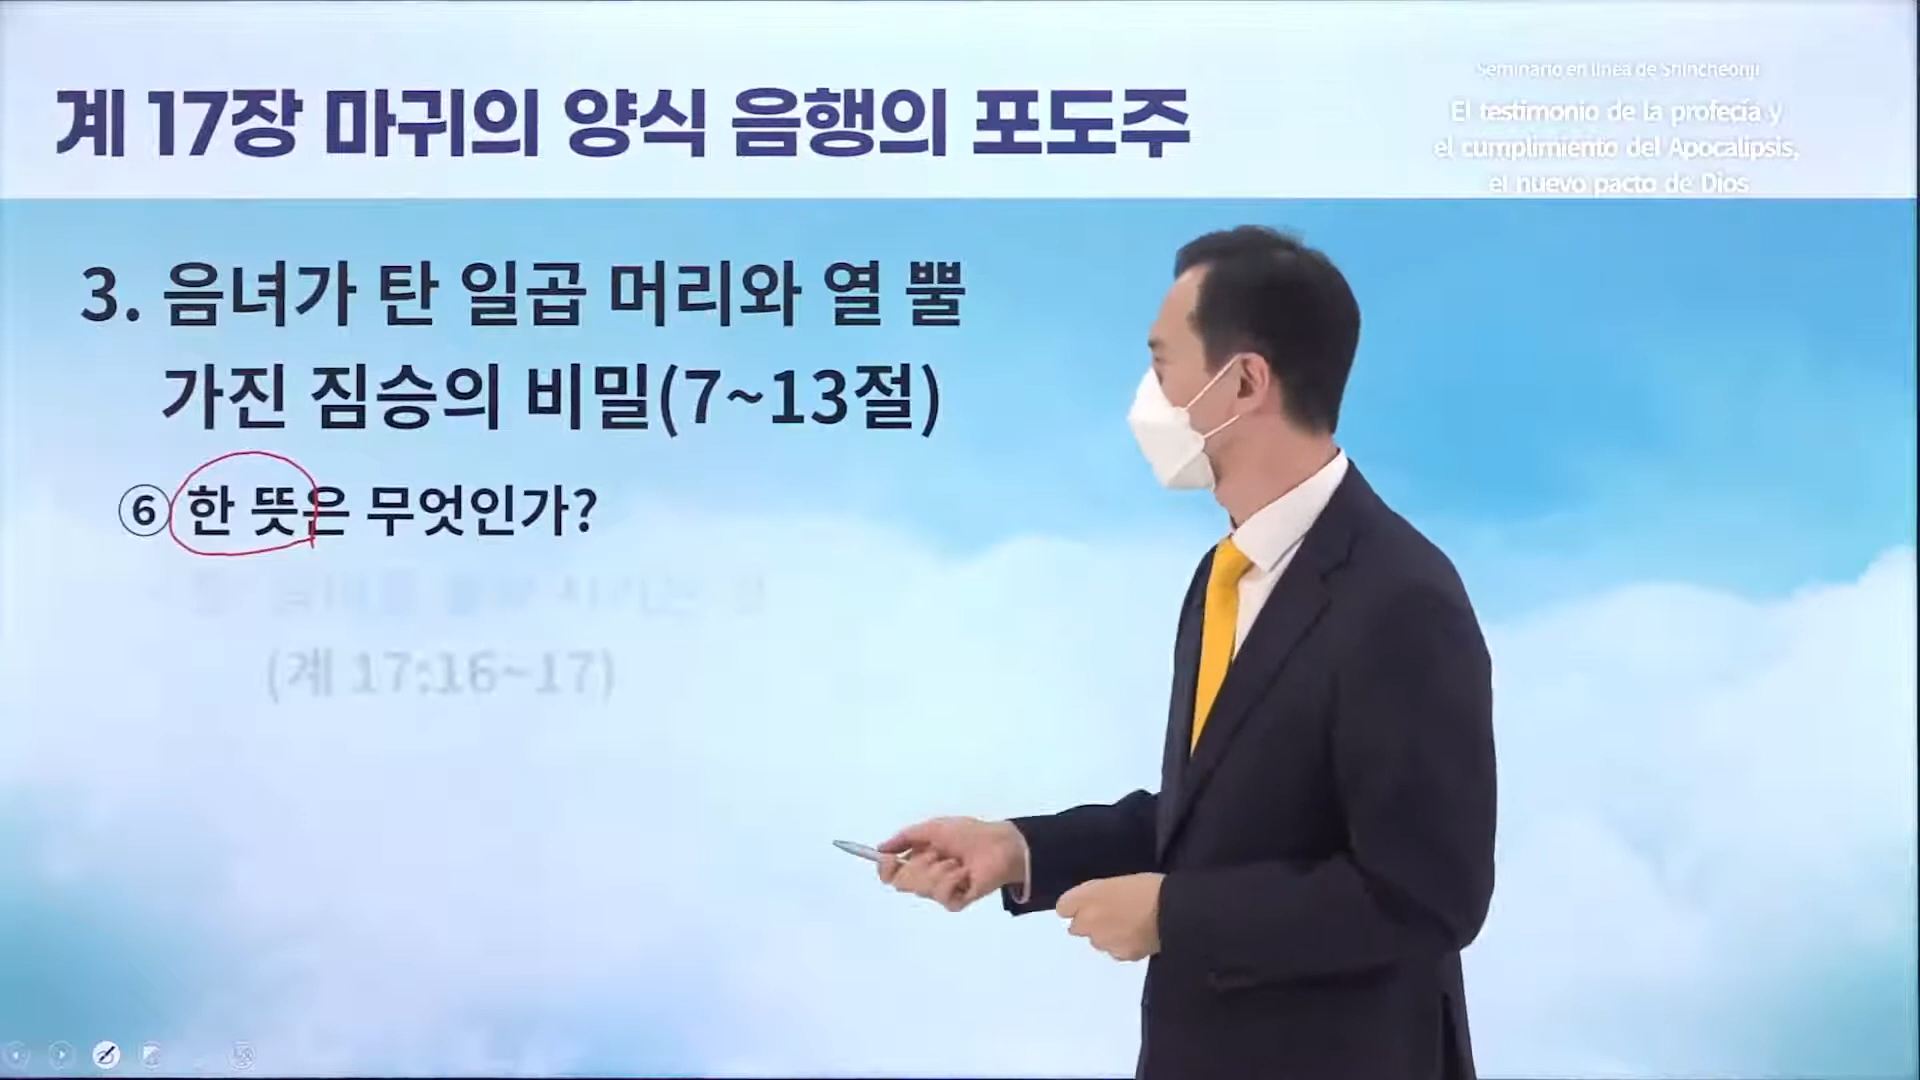 계 17장 마귀의 양식 음행의 포도주
Seminario en línea de Shincheonji
El testimonio de la profecía y
el cumplimiento del Apocalipsis,
el nuevo pacto de Dios
3. 음녀가 탄 일곱 머리와 열 뿔
가진 짐승의 비밀(7~13절)
⑥ 한 뜻은 무엇인가?
(계 17:16~17)